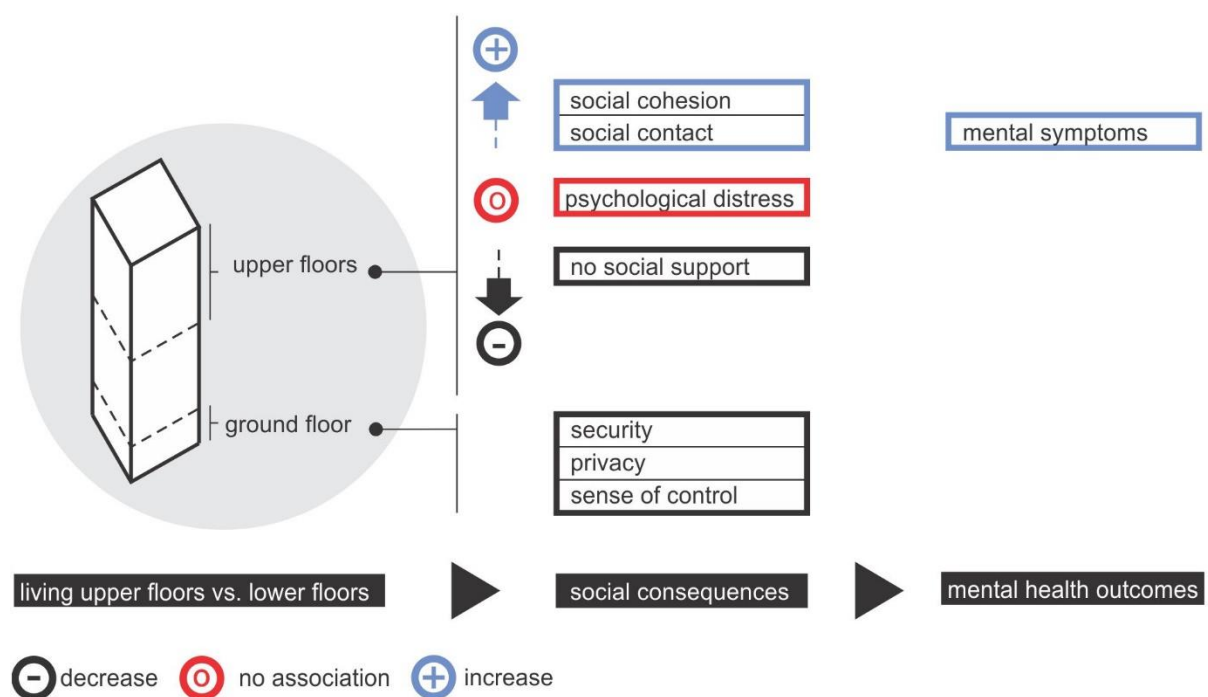 +
social cohesion
social contact
mental symptoms
O
psychological distress
upper floors
no social support
-
ground floor
security
privacy
sense of control
living upper floors vs. lower floors
social consequences
mental health outcomes
- decrease
O no association
+ increase